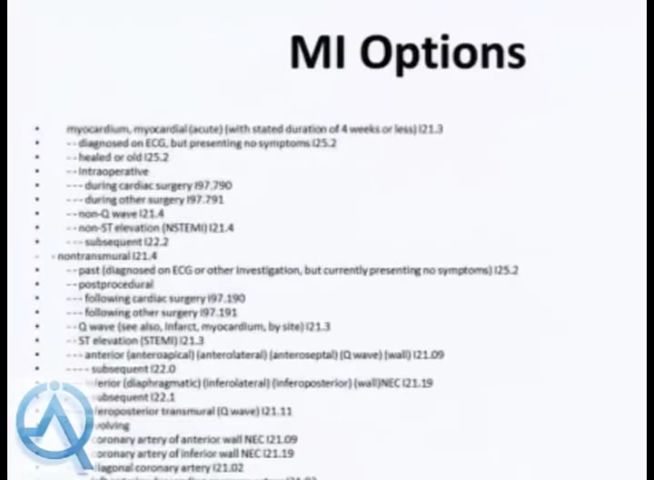 MI Options
• myocardium, myocardial (acute) (with stated duration of 4 weeks or less) I21.3
• - - diagnosed on ECG, but presenting no symptoms I25.2
• - - healed or old I25.2
• - - intraoperative
• - - - during cardiac surgery I97.790
• - - - during other surgery I97.791
• - - non-Q wave I21.4
• - - non-ST elevation (NSTEMI) I21.4
• - - - subsequent I22.2
- - nontransmural I21.4
• - - past (diagnosed on ECG or other investigation, but currently presenting no symptoms) I25.2
• - - postprocedural
• - - - following cardiac surgery I97.190
• - - - following other surgery I97.191
• - - Q wave (see also, Infarct, myocardium, by site) I21.3
• - - ST elevation (STEMI) I21.3
• - - - anterior (anteroapical) (anterolateral) (anteroseptal) (Q wave) (wall) I21.09
• - - - - subsequent I22.0
ferior (diaphragmatic) (inferolateral) (inferoposterior) (wall)NEC I21.19
ubsequent I22.1
feroposterior transmural (Q wave) I21.11
volving
oronary artery of anterior wall NEC I21.09
oronary artery of inferior wall NEC I21.19
iagonal coronary artery I21.02